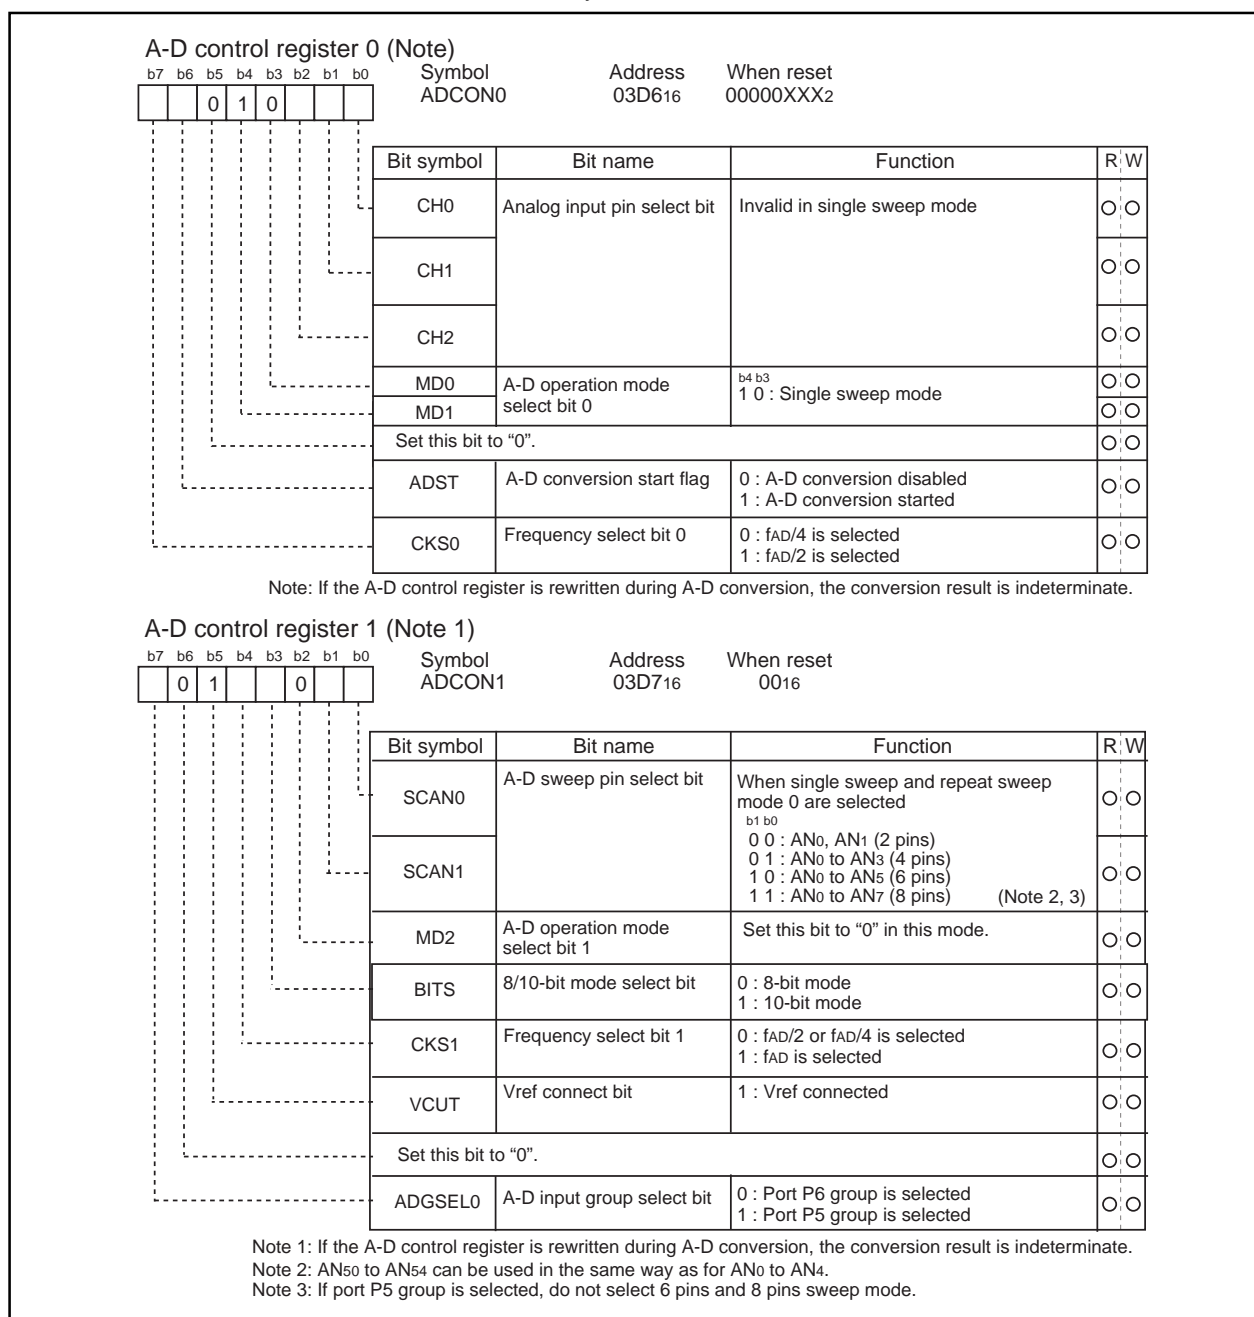 A-D control register 0 (Note)
b7 b6 b5 b4 b3 b2 b1 b0
Symbol Address When reset
ADCON0 03D616 00000XXX2
0 1 0
Bit symbol Bit name Function R W
CH0 Analog input pin select bit Invalid in single sweep mode
CH1
CH2
MD0 A-D operation mode select bit 0 b4 b3
1 0 : Single sweep mode
MD1
Set this bit to “0”.
ADST A-D conversion start flag 0 : A-D conversion disabled
1 : A-D conversion started
CKS0 Frequency select bit 0 0 : fAD/4 is selected
1 : fAD/2 is selected
Note: If the A-D control register is rewritten during A-D conversion, the conversion result is indeterminate.
A-D control register 1 (Note 1)
b7 b6 b5 b4 b3 b2 b1 b0
Symbol Address When reset
ADCON1 03D716 0016
0 1 0
Bit symbol Bit name Function R W
SCAN0 A-D sweep pin select bit When single sweep and repeat sweep
mode 0 are selected
b1 b0
0 0 : AN0, AN1 (2 pins)
0 1 : AN0 to AN3 (4 pins)
SCAN1 1 0 : AN0 to AN5 (6 pins)
1 1 : AN0 to AN7 (8 pins) (Note 2, 3)
MD2 A-D operation mode
select bit 1 Set this bit to “0” in this mode.
BITS 8/10-bit mode select bit 0 : 8-bit mode
1 : 10-bit mode
CKS1 Frequency select bit 1 0 : fAD/2 or fAD/4 is selected
1 : fAD is selected
VCUT Vref connect bit 1 : Vref connected
Set this bit to “0”.
ADGSEL0 A-D input group select bit 0 : Port P6 group is selected
1 : Port P5 group is selected
Note 1: If the A-D control register is rewritten during A-D conversion, the conversion result is indeterminate.
Note 2: AN50 to AN54 can be used in the same way as for AN0 to AN4.
Note 3: If port P5 group is selected, do not select 6 pins and 8 pins sweep mode.